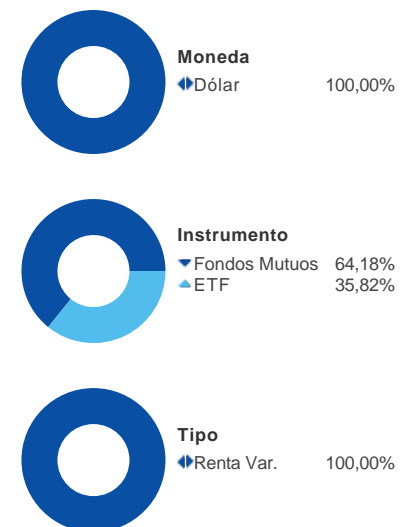 Moneda
Dólar 100,00%
Instrumento
Fondos Mutuos 64,18%
ETF 35,82%
Tipo
Renta Var. 100,00%